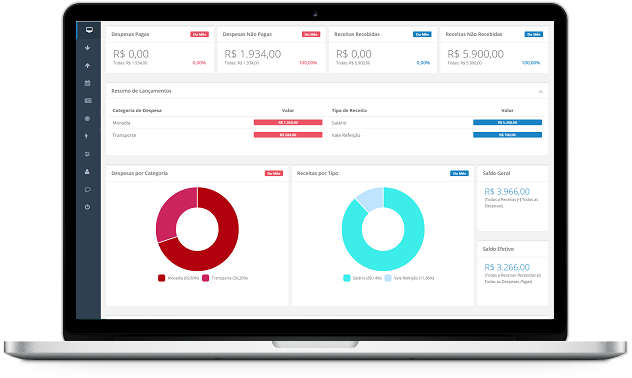 Despesas Pagas Do Mês
R$ 0,00
Todas: R$ 1.934,00 0,00%
Despesas Não Pagas Do Mês
R$ 1.934,00
Todas: R$ 1.934,00 100,00%
Receitas Recebidas Do Mês
R$ 0,00
Todas: R$ 5.900,00 0,00%
Receitas Não Recebidas Do Mês
R$ 5.900,00
Todas: R$ 5.900,00 100,00%
Resumo de Lançamentos
Categoria de Despesa Valor Tipo de Receita Valor
Moradia R$ 1.350,00 Salário R$ 5.200,00
Transporte R$ 584,00 Vale Refeição R$ 700,00
Despesas por Categoria Do Mês
Moradia (69,80%) Transporte (30,20%)
Receitas por Tipo Do Mês
Salário (88,14%) Vale Refeição (11,86%)
Saldo Geral
R$ 3.966,00
(Todas a Receitas (-) Todas as
Despesas)
Saldo Efetivo
R$ 3.266,00
(Todas a Receitas Recebidas (-)
Todas as Despesas Pagas)